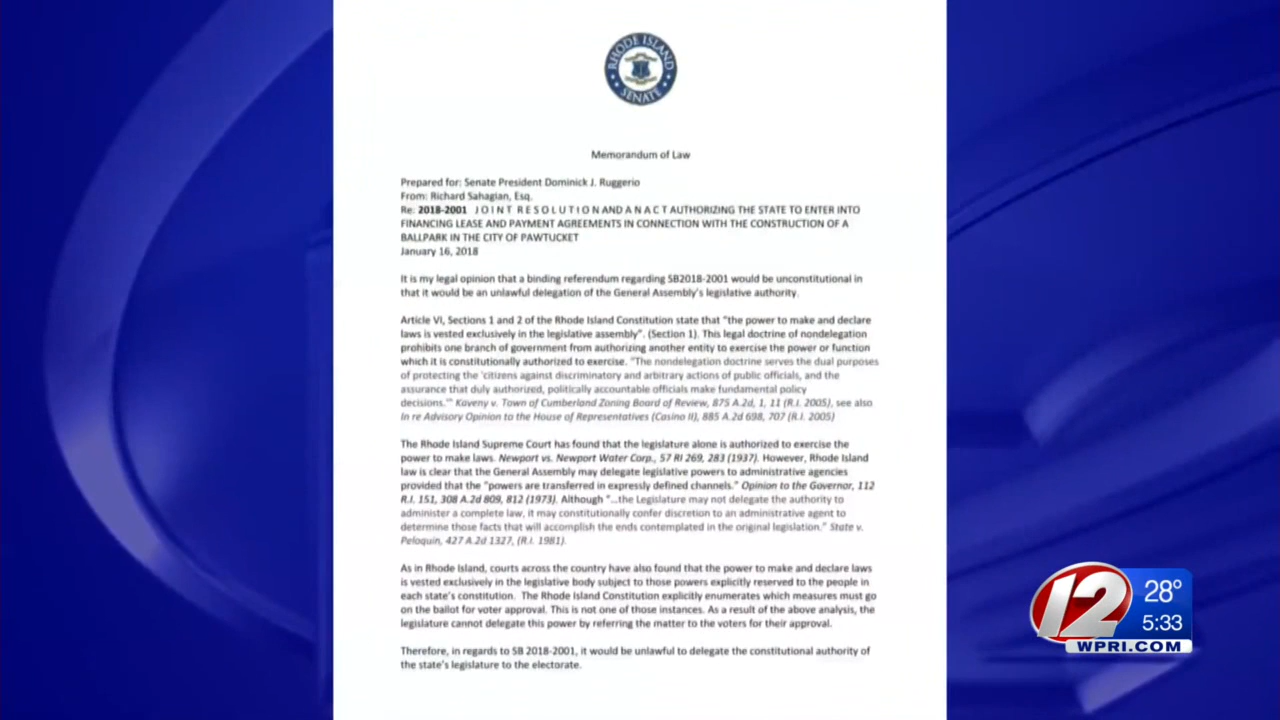 RHODE ISLAND
SENATE
Memorandum of Law
Prepared for: Senate President Dominick J. Ruggerio
From: Richard Sahagian, Esq.
Re: 2018-2001 J O I N T R E S O L U T I O N AND A N A C T AUTHORIZING THE STATE TO ENTER INTO
FINANCING LEASE AND PAYMENT AGREEMENTS IN CONNECTION WITH THE CONSTRUCTION OF A
BALLPARK IN THE CITY OF PAWTUCKET
January 16, 2018
It is my legal opinion that a binding referendum regarding SB2018-2001 would be unconstitutional in
that it would be an unlawful delegation of the General Assembly's legislative authority.
Article VI, Sections 1 and 2 of the Rhode Island Constitution state that "the power to make and declare
laws is vested exclusively in the legislative assembly". (Section 1). This legal doctrine of nondelegation
prohibits one branch of government from authorizing another entity to exercise the power or function
which it is constitutionally authorized to exercise. "The nondelegation doctrine serves the dual purposes
of protecting the 'citizens against discriminatory and arbitrary actions of public officials, and the
assurance that duly authorized, politically accountable officials make fundamental policy
decisions.'" Kaveny v. Town of Cumberland Zoning Board of Review, 875 A.2d, 1, 11 (R.I. 2005), see also
In re Advisory Opinion to the House of Representatives (Casino II), 885 A.2d 698, 707 (R.I. 2005)
The Rhode Island Supreme Court has found that the legislature alone is authorized to exercise the
power to make laws. Newport vs. Newport Water Corp., 57 RI 269, 283 (1937). However, Rhode Island
law is clear that the General Assembly may delegate legislative powers to administrative agencies
provided that the "powers are transferred in expressly defined channels." Opinion to the Governor, 112
R.I. 151, 308 A.2d 809, 812 (1973). Although "...the Legislature may not delegate the authority to
administer a complete law, it may constitutionally confer discretion to an administrative agent to
determine those facts that will accomplish the ends contemplated in the original legislation." State v.
Peloquin, 427 A.2d 1327, (R.I. 1981).
As in Rhode Island, courts across the country have also found that the power to make and declare laws
is vested exclusively in the legislative body subject to those powers explicitly reserved to the people in
each state's constitution. The Rhode Island Constitution explicitly enumerates which measures must go
on the ballot for voter approval. This is not one of those instances. As a result of the above analysis, the
legislature cannot delegate this power by referring the matter to the voters for their approval.
Therefore, in regards to SB 2018-2001, it would be unlawful to delegate the constitutional authority of
the state's legislature to the electorate.
12
28°
5:33
WPRI.COM